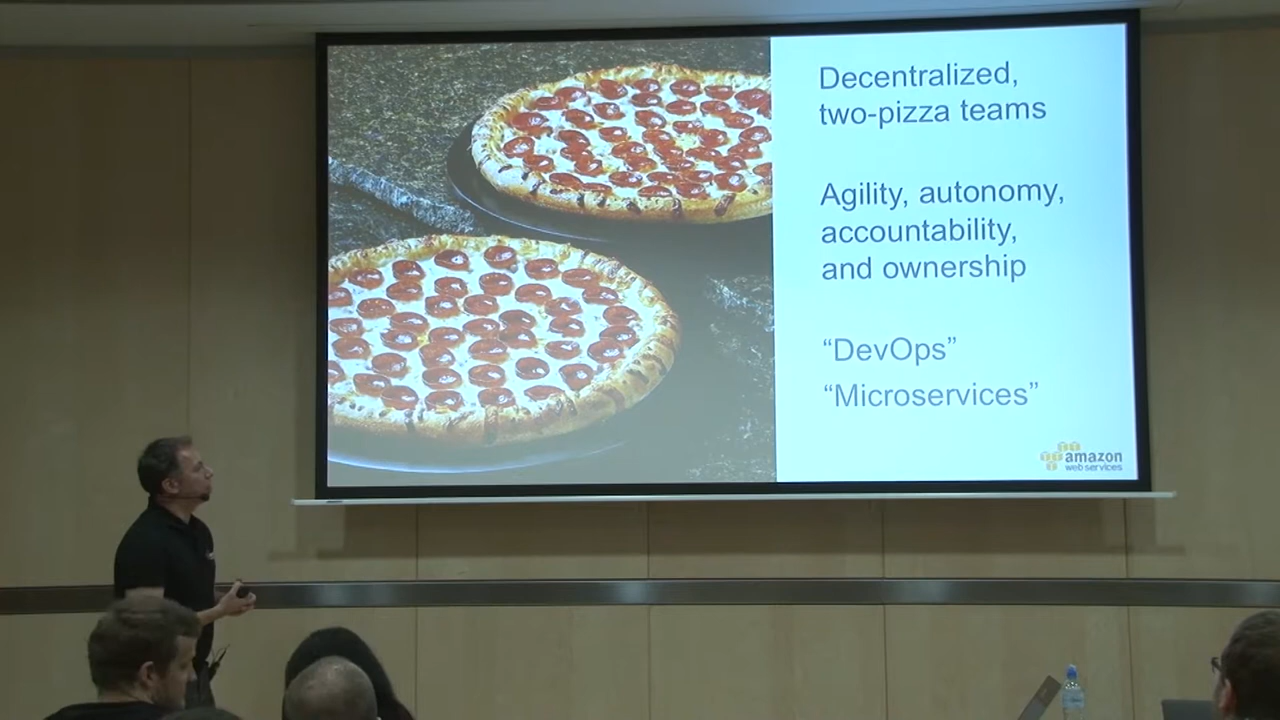 Decentralized,
two-pizza teams
Agility, autonomy,
accountability,
and ownership
“DevOps”
“Microservices”
amazon
web services